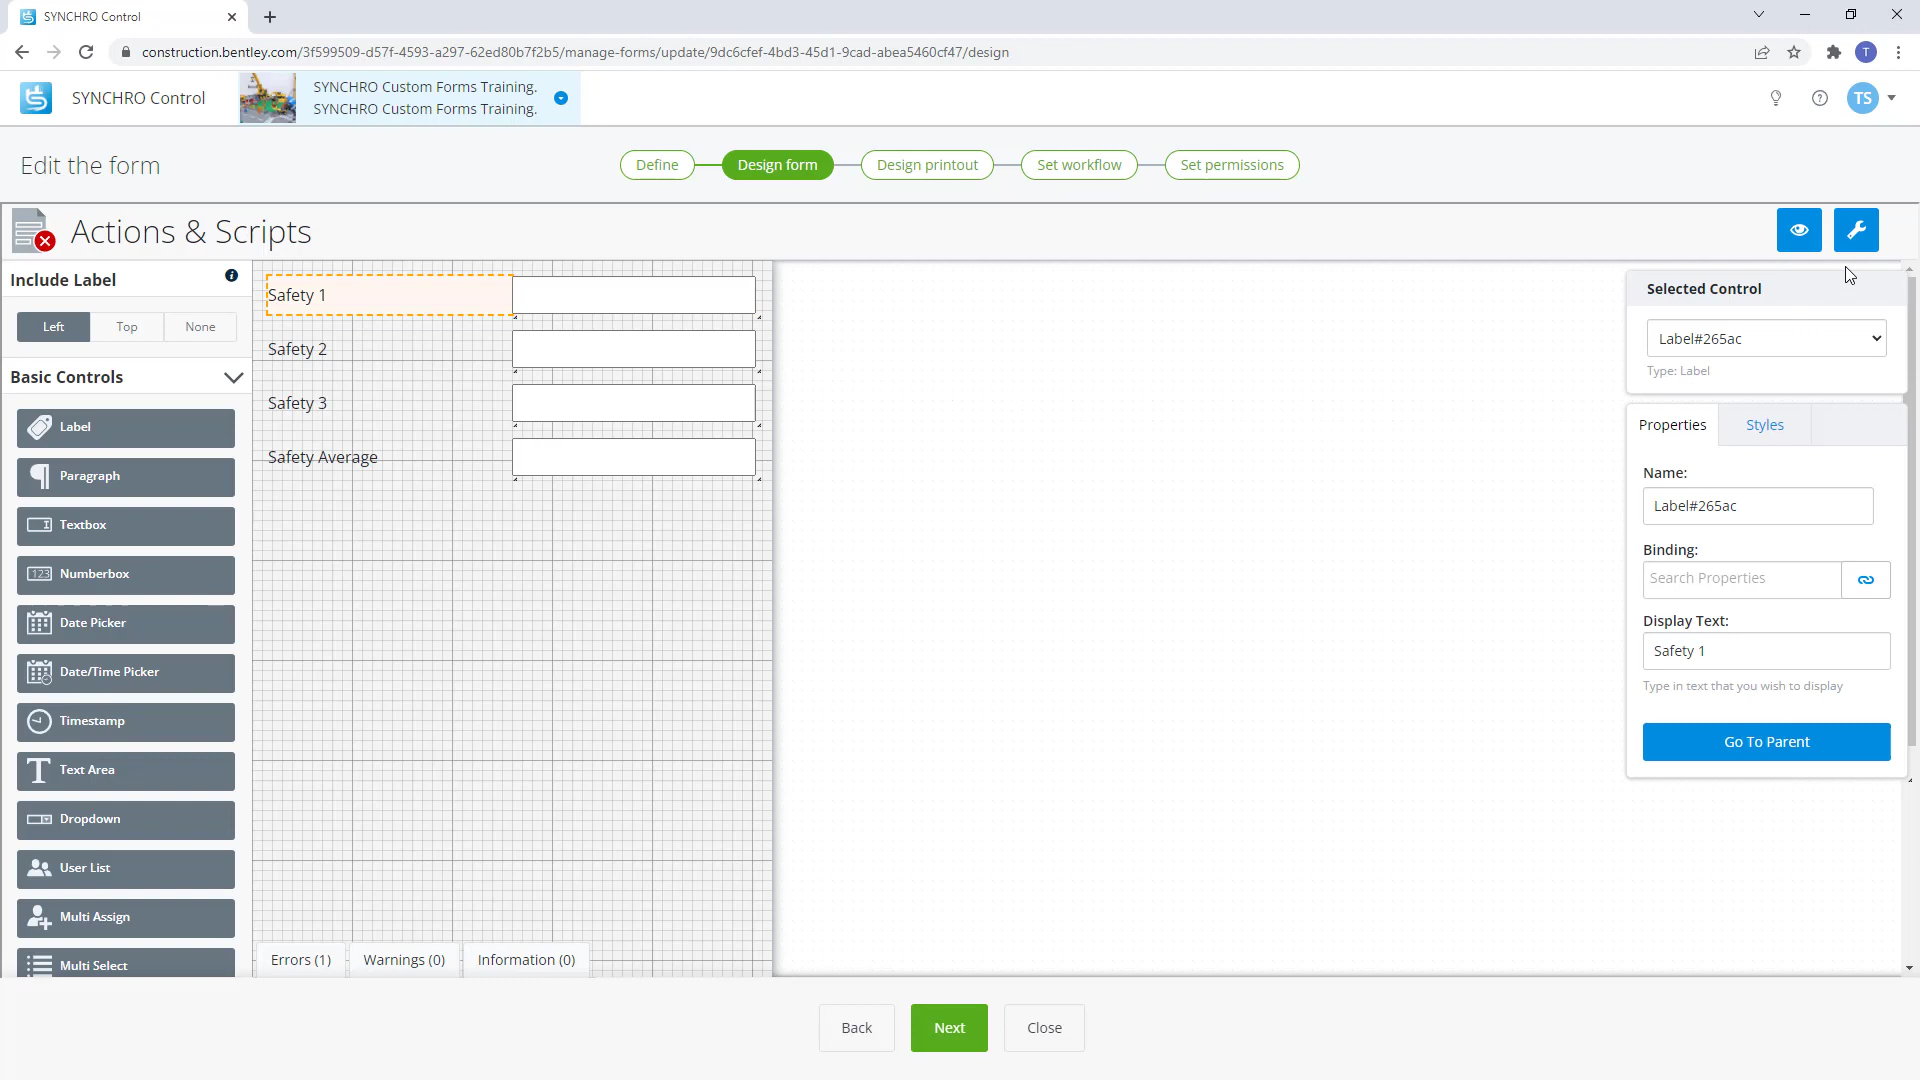 SYNCHRO Control
construction.bentley.com/3f599509-d57f-4593-a297-62ed80b7f2b5/manage-forms/update/9dc6cfef-4bd3-45d1-9cad-abea5460cf47/design
T
SYNCHRO Control
SYNCHRO Custom Forms Training.
SYNCHRO Custom Forms Training.
TS
Edit the form
Define
Design form
Design printout
Set workflow
Set permissions
Actions & Scripts
Include Label
Left
Top
None
Basic Controls
Label
Paragraph
Textbox
123
Numberbox
Date Picker
Date/Time Picker
Timestamp
Text Area
Dropdown
User List
Multi Assign
Multi Select
Safety 1
Safety 2
Safety 3
Safety Average
Errors (1)
Warnings (0)
Information (0)
Selected Control
Label#265ac
Type: Label
Properties
Styles
Name:
Label#265ac
Binding:
Search Properties
Display Text:
Safety 1
Type in text that you wish to display
Go To Parent
Back
Next
Close